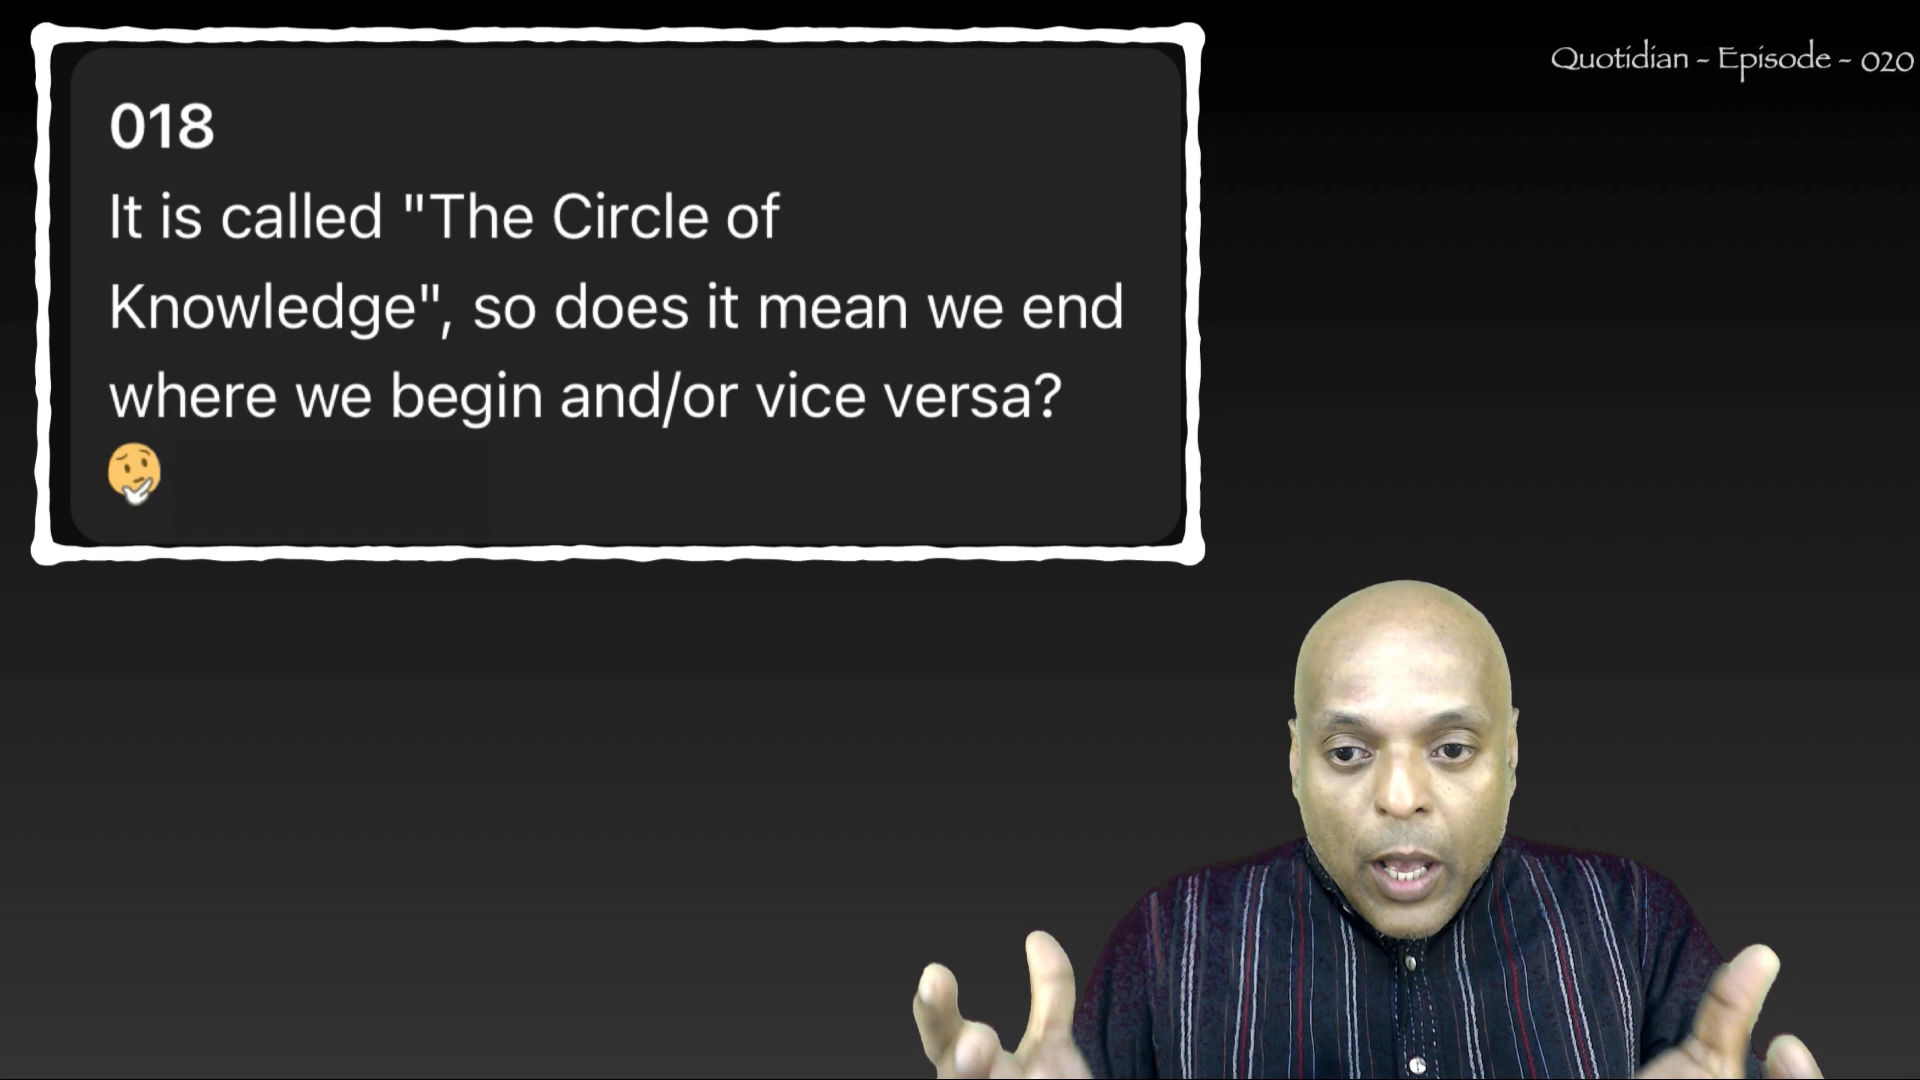 Quotidian - Episode - 020
018
It is called "The Circle of
Knowledge", so does it mean we end
where we begin and/or vice versa?
🤔